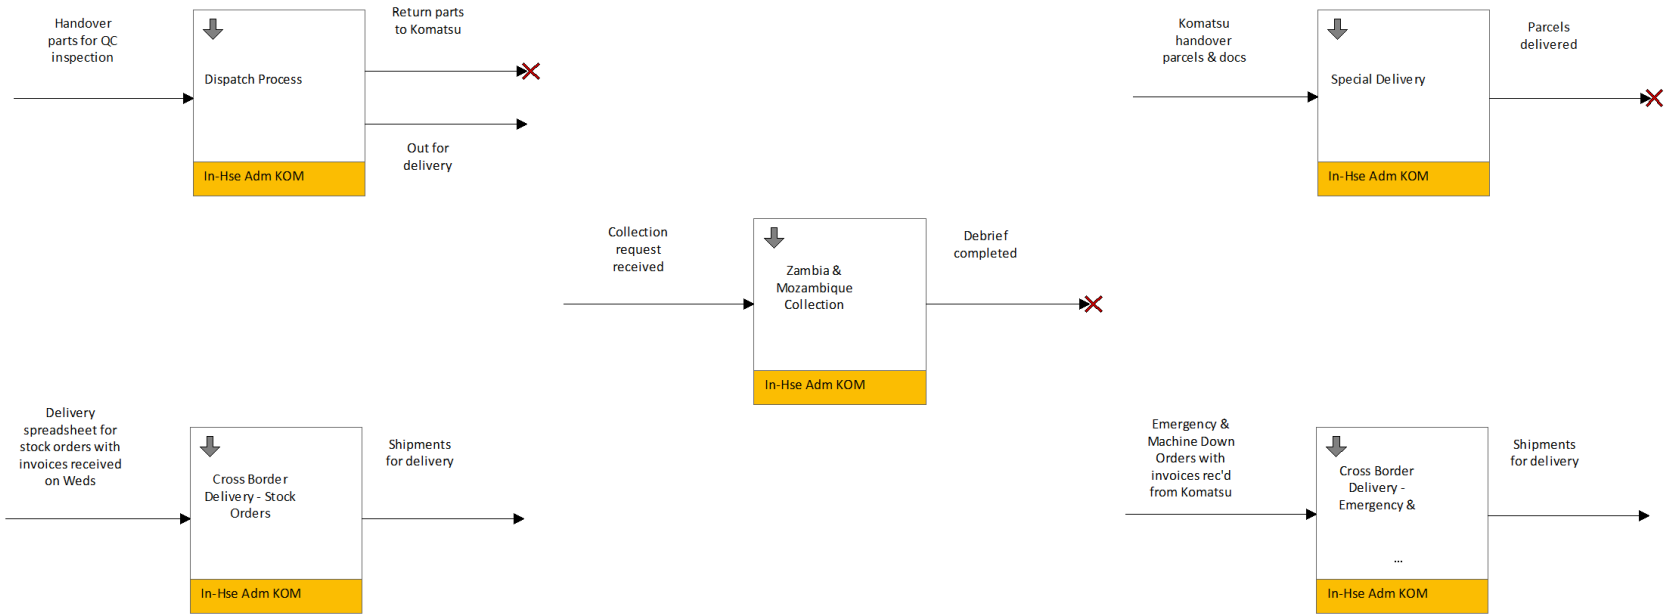 Handover
parts for QC
inspection
Dispatch Process
In-Hse Adm KOM
Return parts
to Komatsu
Out for
delivery
Komatsu
handover
parcels & docs
Special Delivery
In-Hse Adm KOM
Parcels
delivered
Collection
request
received
Zambia &
Mozambique
Collection
In-Hse Adm KOM
Debrief
completed
Delivery
spreadsheet for
stock orders with
invoices received
on Weds
Cross Border
Delivery - Stock
Orders
In-Hse Adm KOM
Shipments
for delivery
Emergency &
Machine Down
Orders with
invoices rec'd
from Komatsu
Cross Border
Delivery -
Emergency &
...
In-Hse Adm KOM
Shipments
for delivery